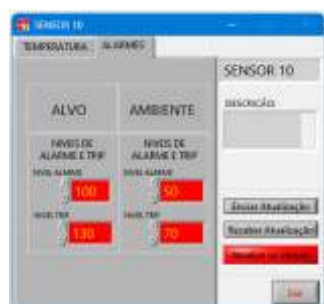 SENSOR 10
TEMPERATURA ALARMES
SENSOR 10
DESCRIÇÃO
ALVO AMBIENTE
NIVEIS DE ALARME E TRIP
NIVEIS DE ALARME E TRIP
NIVEL ALARME
100
NIVEL ALARME
50
NIVEL TRIP
130
NIVEL TRIP
70
Enviar Atualização
Receber Atualização
Sair